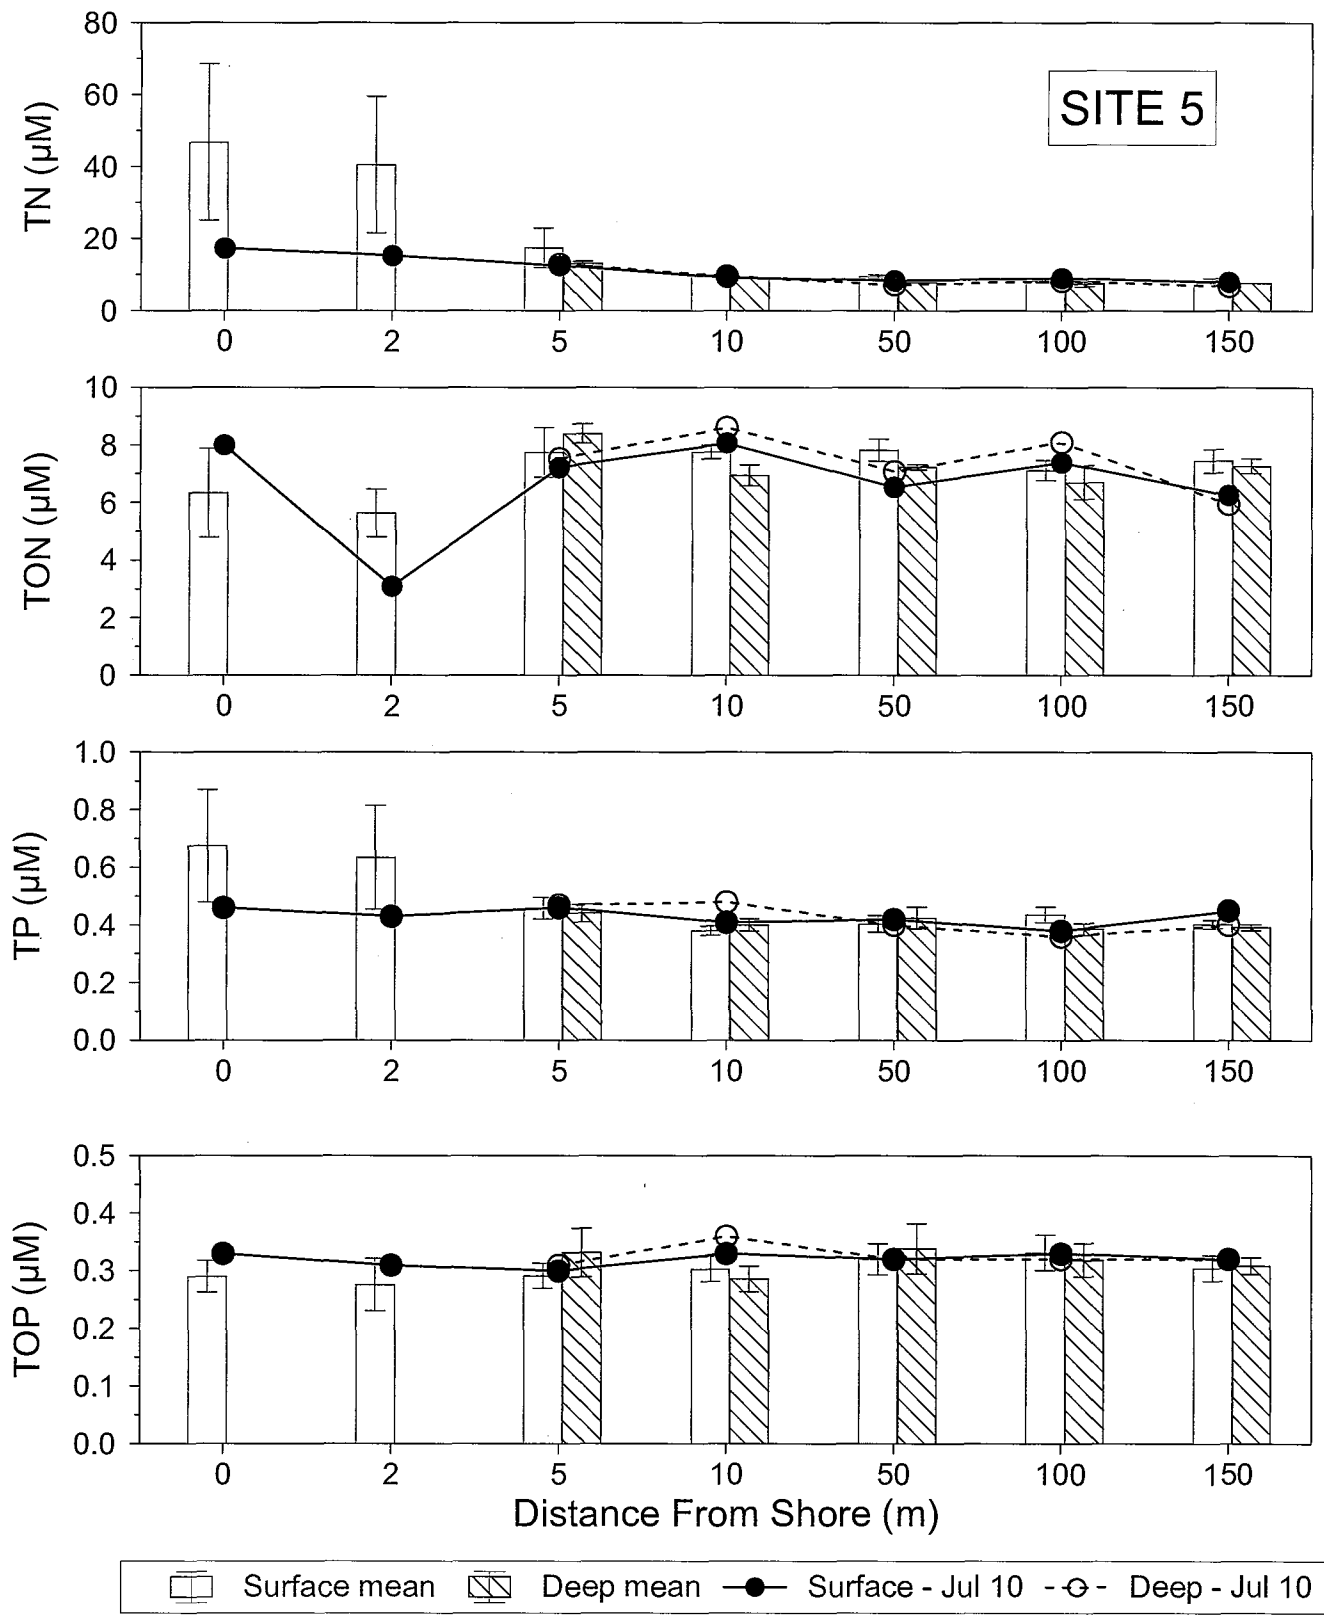 SITE 5
TN (µM)
80
60
40
20
0
0 2 5 10 50 100 150
TON (µM)
10
8
6
4
2
0
0 2 5 10 50 100 150
TP (µM)
1.0
0.8
0.6
0.4
0.2
0.0
0 2 5 10 50 100 150
TOP (µM)
0.5
0.4
0.3
0.2
0.1
0.0
0 2 5 10 50 100 150
Distance From Shore (m)
Surface mean Deep mean Surface - Jul 10 Deep - Jul 10